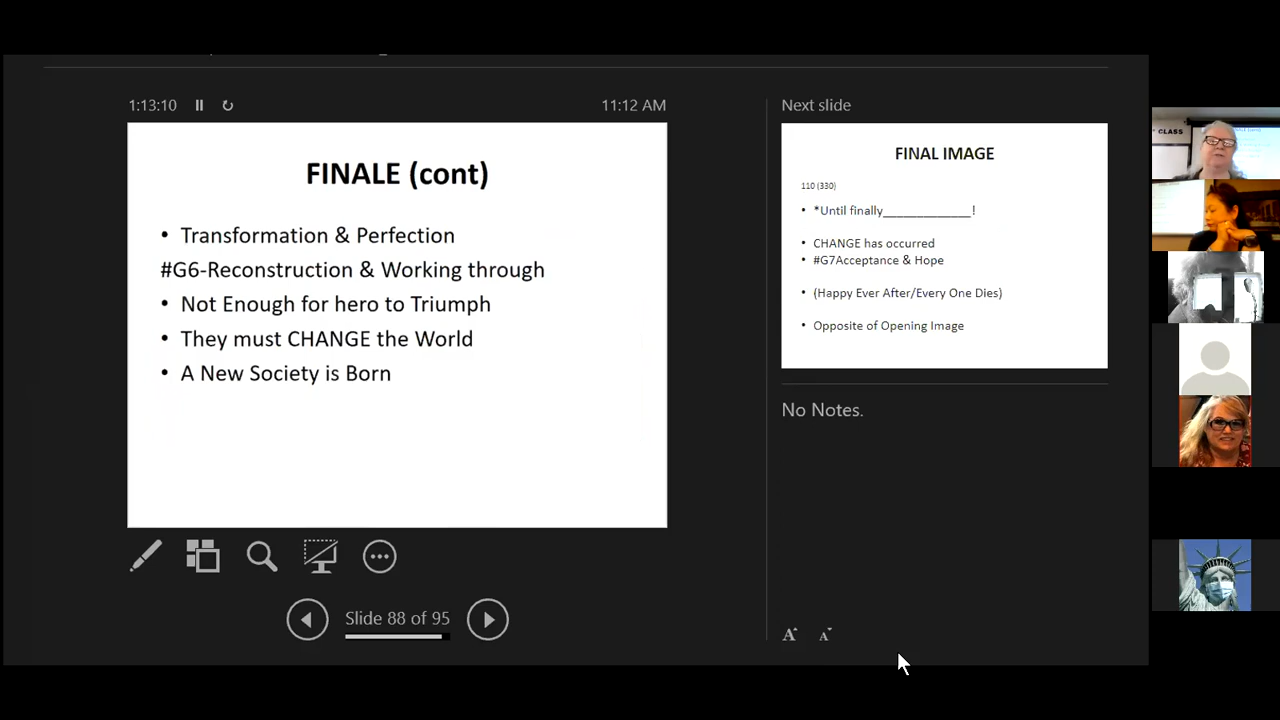 1:13:10
11:12 AM
Next slide
FINALE (cont)
• Transformation & Perfection
#G6-Reconstruction & Working through
• Not Enough for hero to Triumph
• They must CHANGE the World
• A New Society is Born
FINAL IMAGE
110 (330)
• *Until finally_____________!
• CHANGE has occurred
• #G7Acceptance & Hope
• (Happy Ever After/Every One Dies)
• Opposite of Opening Image
No Notes.
Slide 88 of 95
A A
CLASS